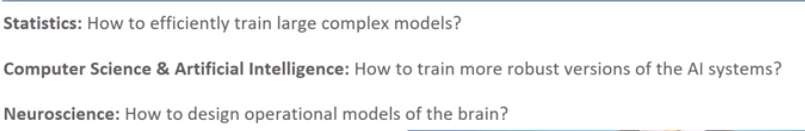 Statistics: How to efficiently train large complex models?
Computer Science & Artificial Intelligence: How to train more robust versions of the AI systems?
Neuroscience: How to design operational models of the brain?